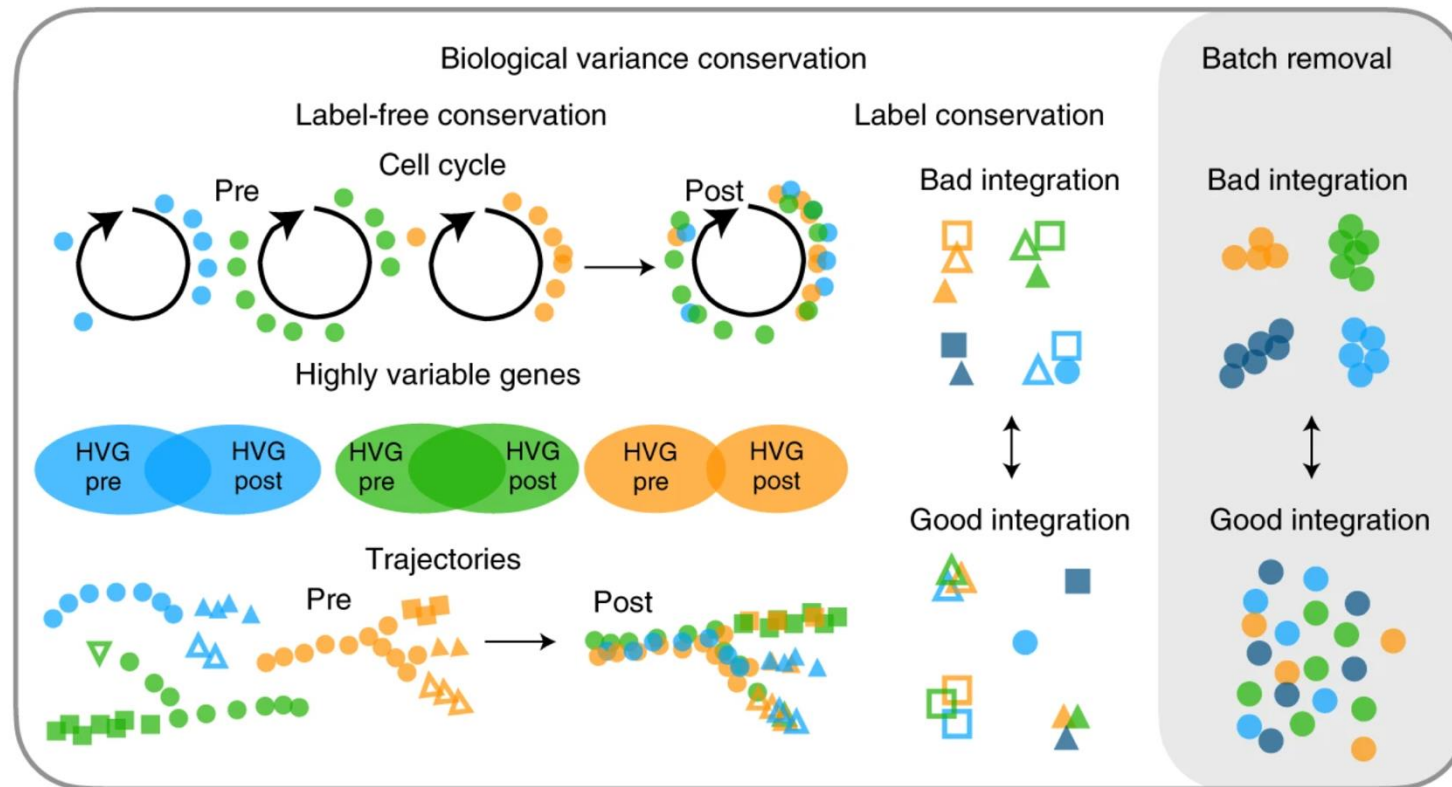 Biological variance conservation
Batch removal
Label-free conservation
Label conservation
Cell cycle
Pre
Post
Bad integration
Bad integration
Highly variable genes
HVG
pre
HVG
post
HVG
pre
HVG
post
HVG
pre
HVG
post
Good integration
Good integration
Trajectories
Pre
Post